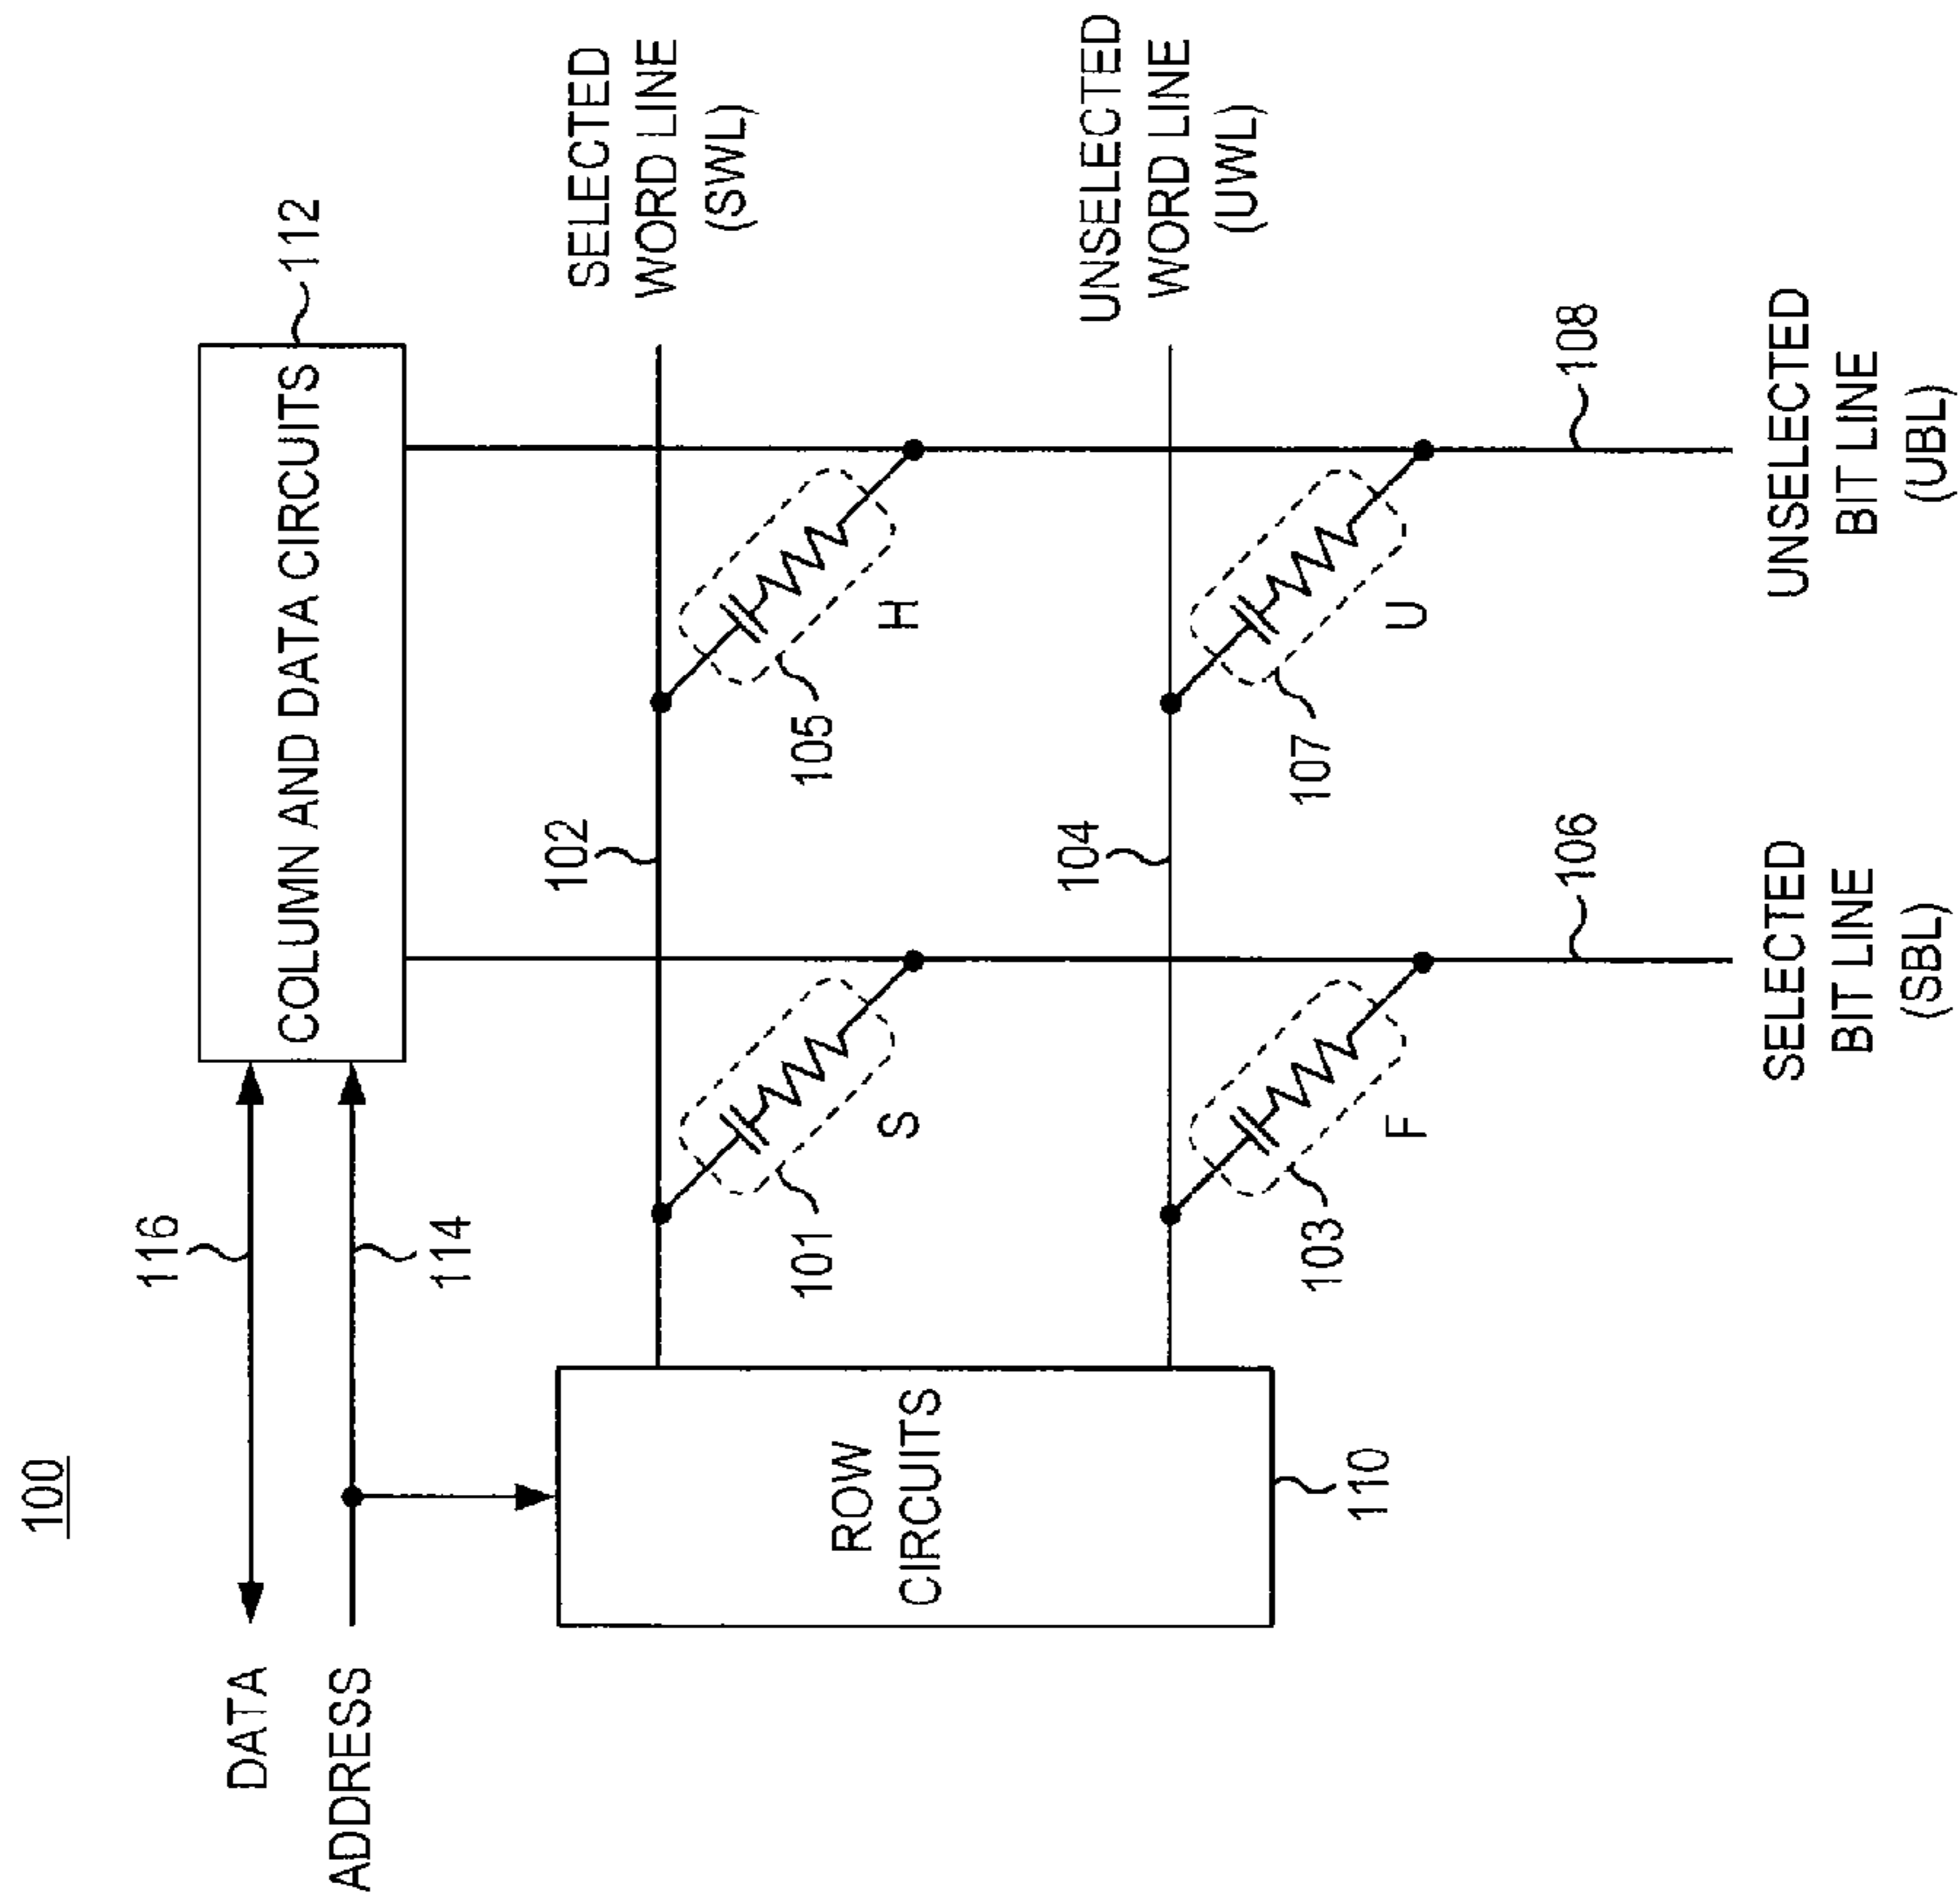 100
DATA
ADDRESS
116
114
COLUMN AND DATA CIRCUITS
112
ROW
CIRCUITS
110
102
SELECTED
WORD LINE
(SWL)
101
S
105
H
104
UNSELECTED
WORD LINE
(UWL)
103
F
107
U
106
108
SELECTED
BIT LINE
(SBL)
UNSELECTED
BIT LINE
(UBL)